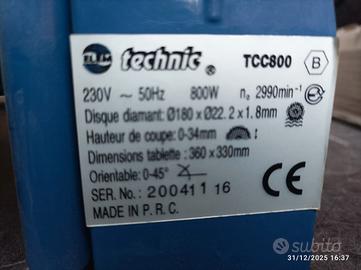 technic ® TCC800 B
230V ~ 50Hz 800W n₀ 2990min⁻¹
Disque diamant: Ø180 x Ø22.2 x 1.8mm
Hauteur de coupe: 0-34mm
Dimensions tablette: 360 x 330mm
Orientable: 0-45°
SER. No.: 200411 16
MADE IN P. R. C.
CE
subito
31/12/2025 16:37